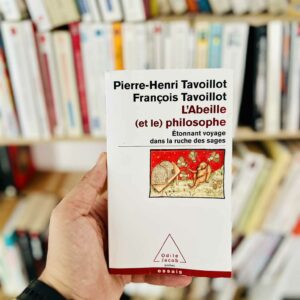 Pierre-Henri Tavoillot
François Tavoillot
L'Abeille
(et le) philosophe
Étonnant voyage
dans la ruche des sages
Odile
Jacob
essais